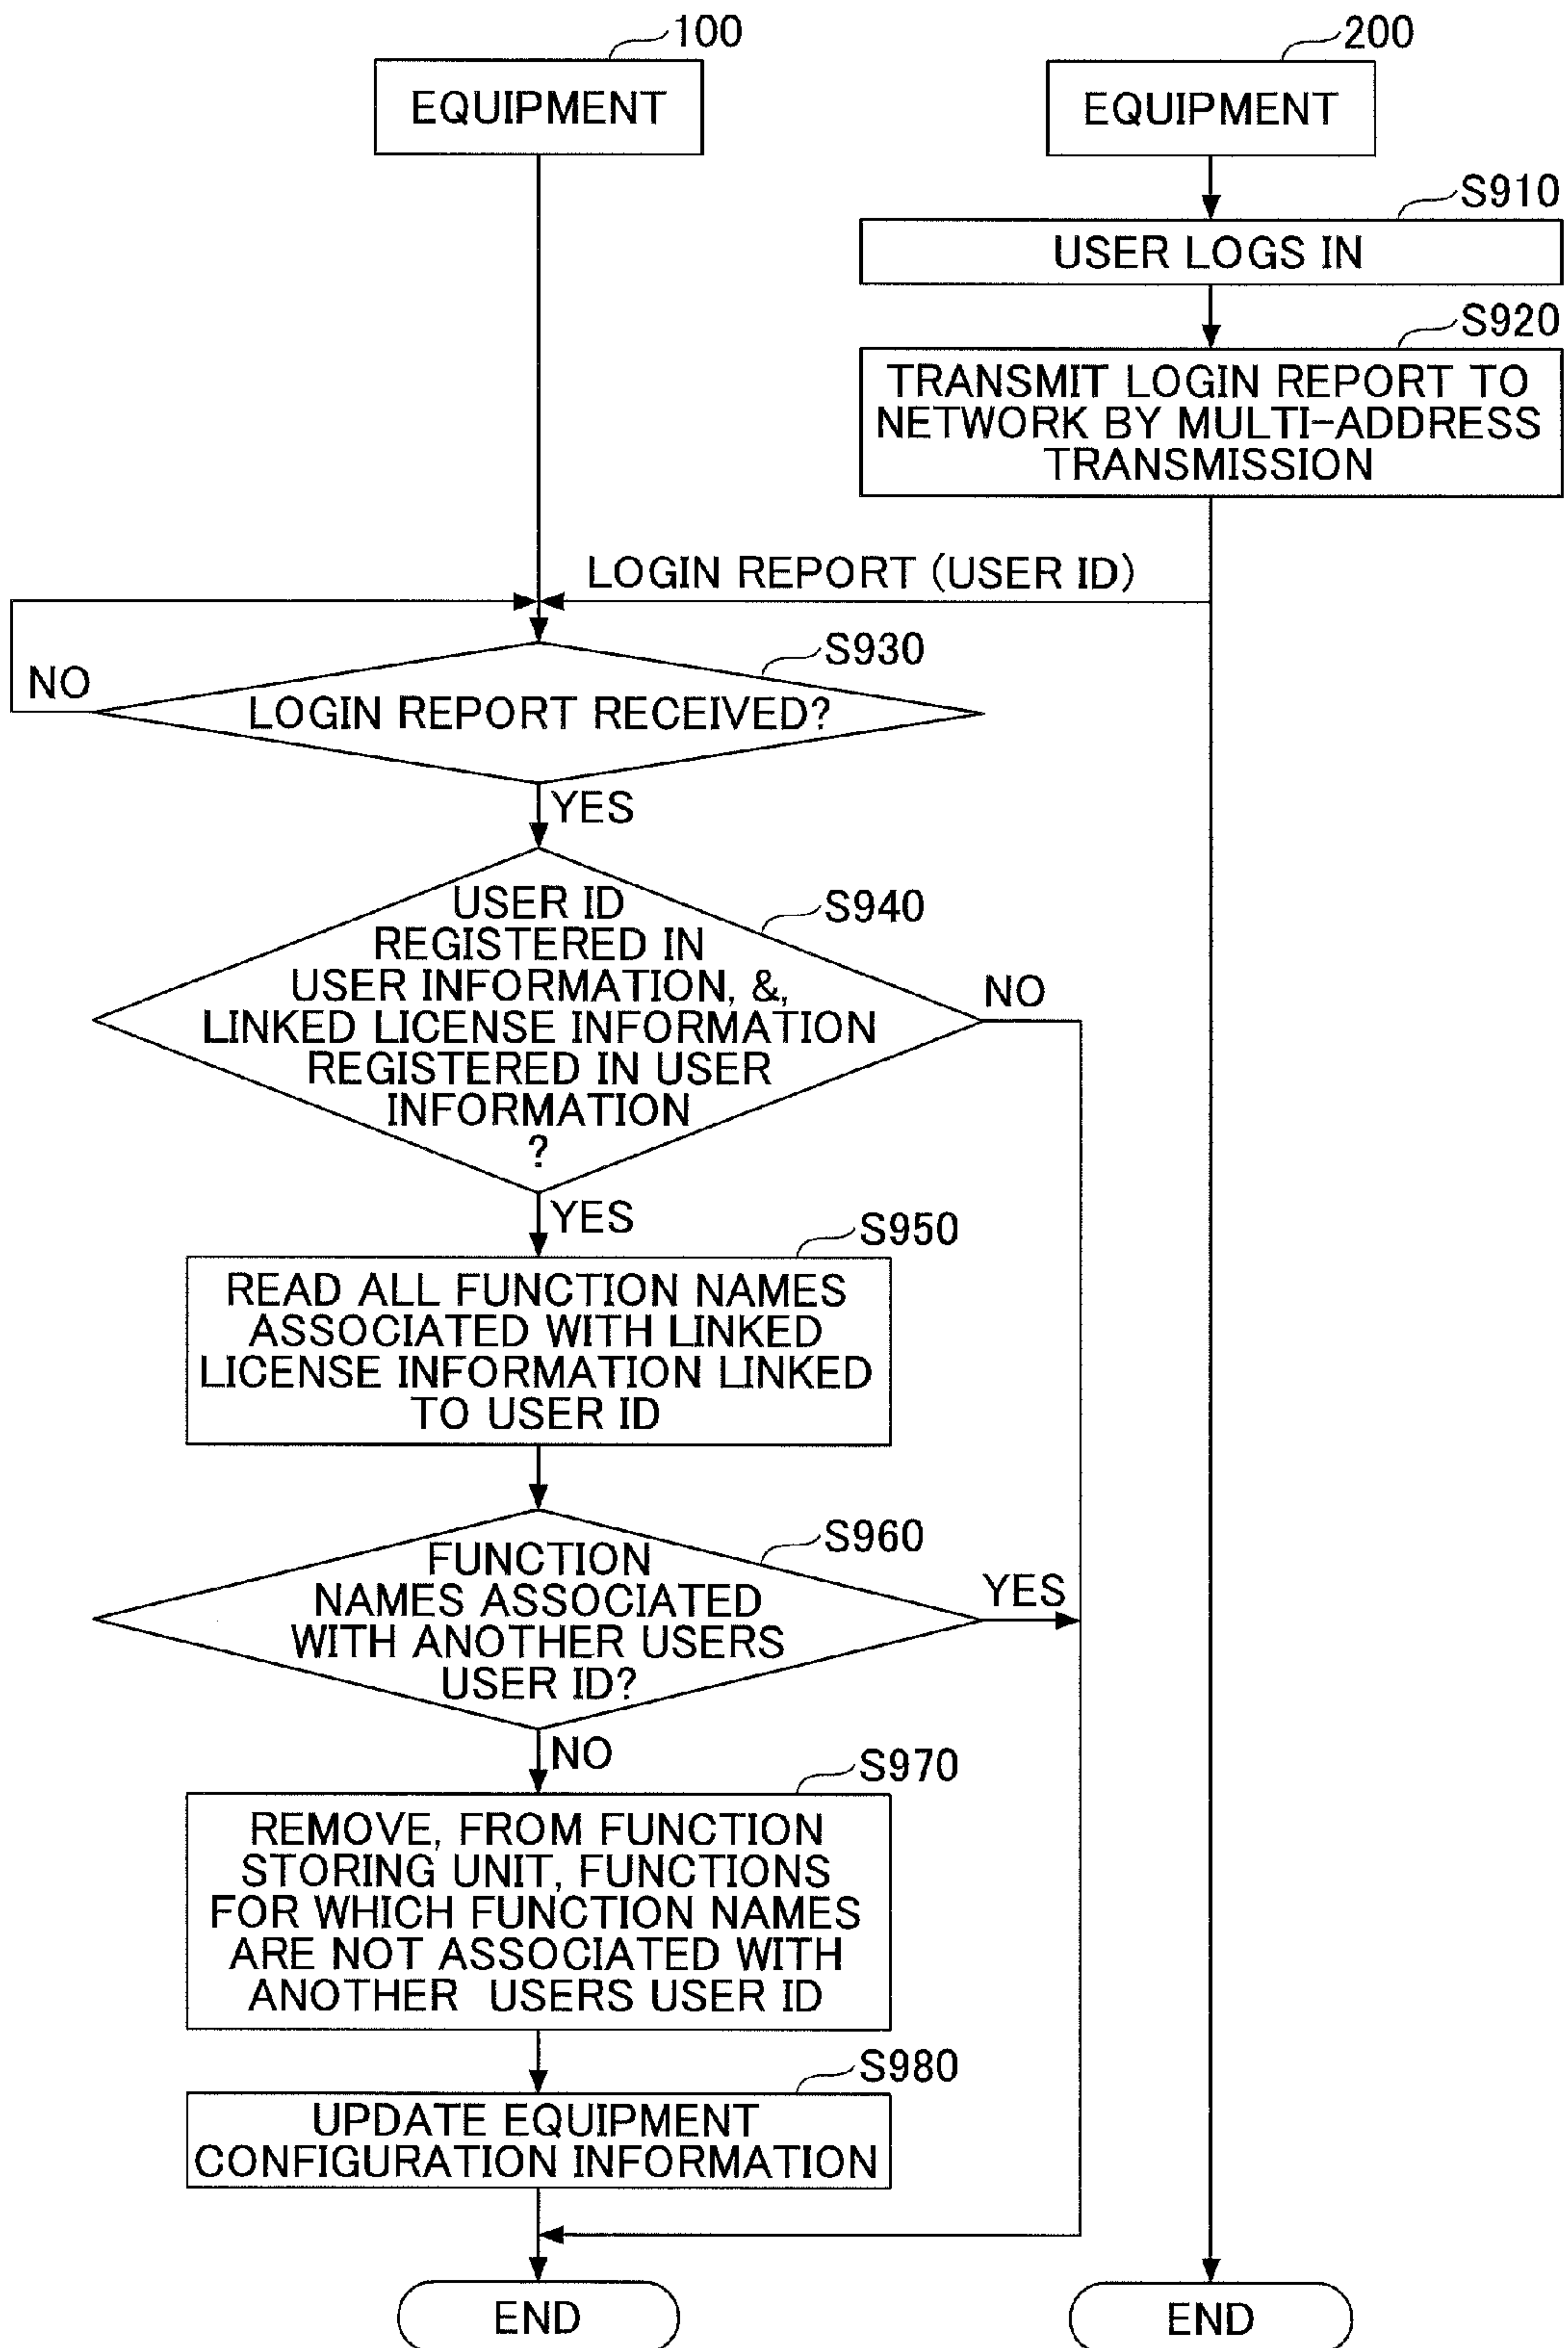 100
EQUIPMENT
200
EQUIPMENT
S910
USER LOGS IN
S920
TRANSMIT LOGIN REPORT TO
NETWORK BY MULTI-ADDRESS
TRANSMISSION
LOGIN REPORT (USER ID)
S930
NO
LOGIN REPORT RECEIVED?
YES
S940
USER ID
REGISTERED IN
USER INFORMATION, &,
LINKED LICENSE INFORMATION
REGISTERED IN USER
INFORMATION
?
NO
YES
S950
READ ALL FUNCTION NAMES
ASSOCIATED WITH LINKED
LICENSE INFORMATION LINKED
TO USER ID
S960
FUNCTION
NAMES ASSOCIATED
WITH ANOTHER USERS
USER ID?
YES
NO
S970
REMOVE, FROM FUNCTION
STORING UNIT, FUNCTIONS
FOR WHICH FUNCTION NAMES
ARE NOT ASSOCIATED WITH
ANOTHER USERS USER ID
S980
UPDATE EQUIPMENT
CONFIGURATION INFORMATION
END
END